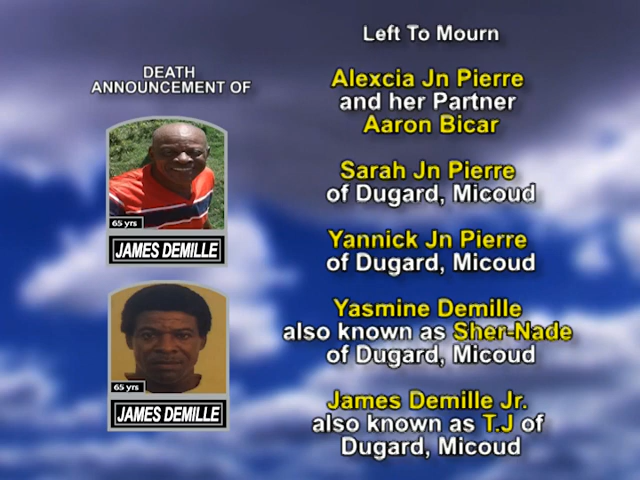 DEATH
ANNOUNCEMENT OF
65 yrs
JAMES DEMILLE
65 yrs
JAMES DEMILLE
Left To Mourn
Alexcia Jn Pierre
and her Partner
Aaron Bicar
Sarah Jn Pierre
of Dugard, Micoud
Yannick Jn Pierre
of Dugard, Micoud
Yasmine Demille
also known as Sher-Nade
of Dugard, Micoud
James Demille Jr.
also known as T.J of
Dugard, Micoud